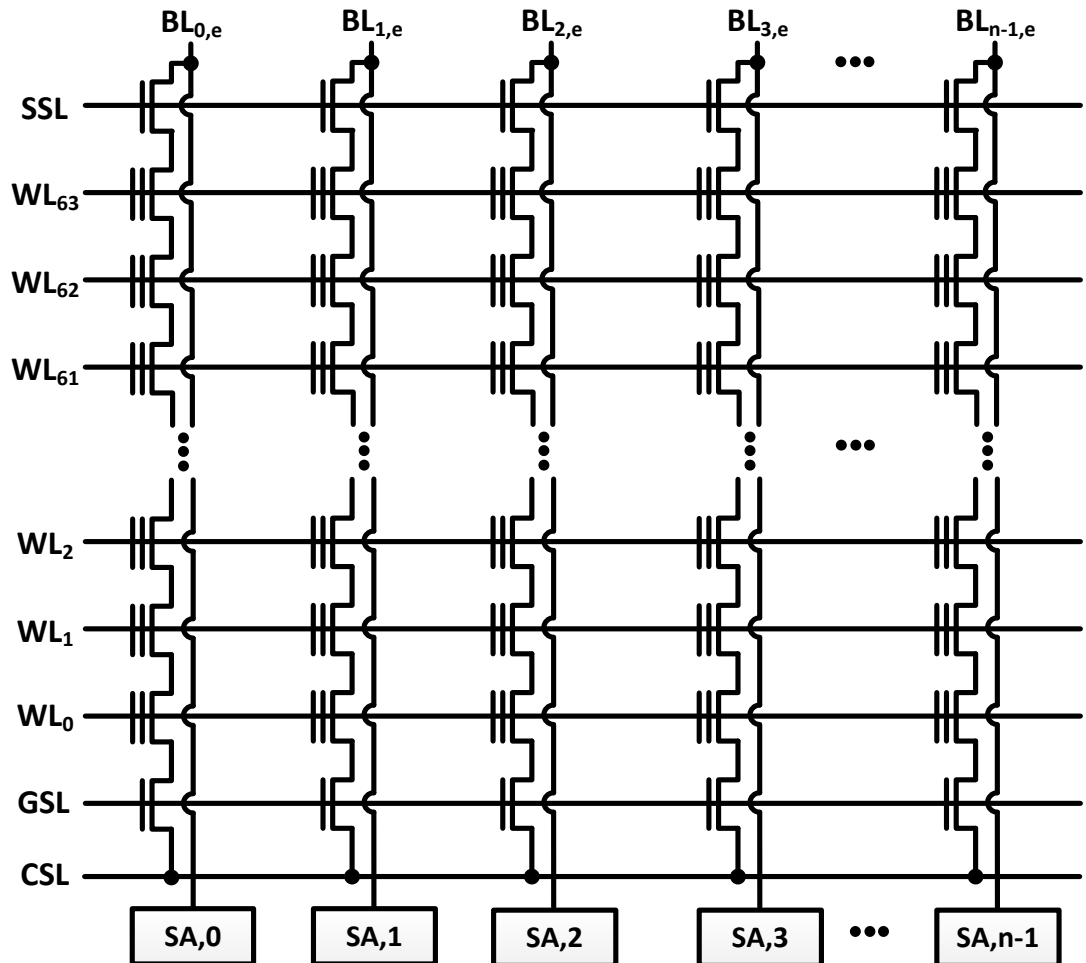 BL0,e BL1,e BL2,e BL3,e ••• BLn-1,e
SSL
WL63
WL62
WL61
•••
WL2
WL1
WL0
GSL
CSL
SA,0 SA,1 SA,2 SA,3 ••• SA,n-1